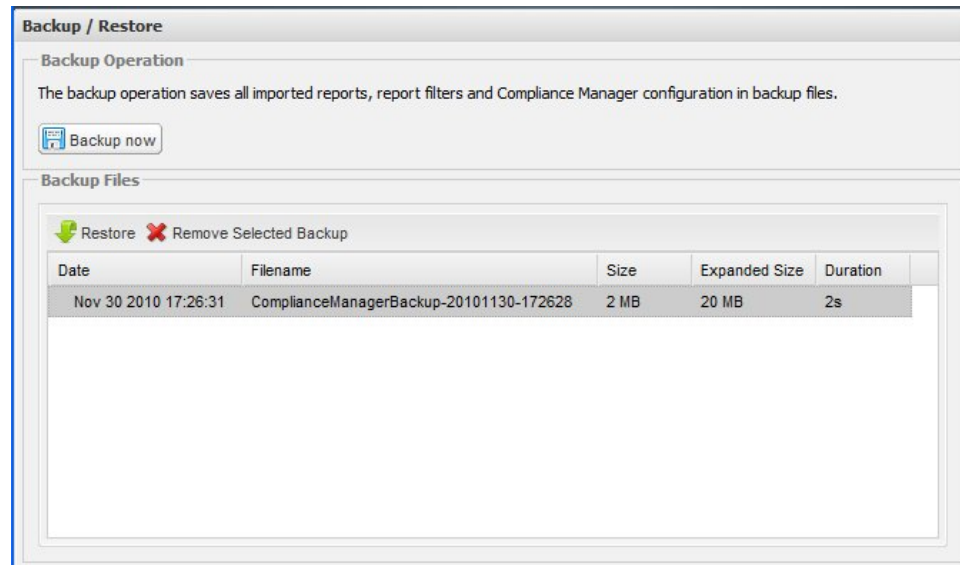 Backup / Restore
Backup Operation
The backup operation saves all imported reports, report filters and Compliance Manager configuration in backup files.
Backup now
Backup Files
Restore Remove Selected Backup
Date Filename Size Expanded Size Duration
Nov 30 2010 17:26:31 ComplianceManagerBackup-20101130-172628 2 MB 20 MB 2s